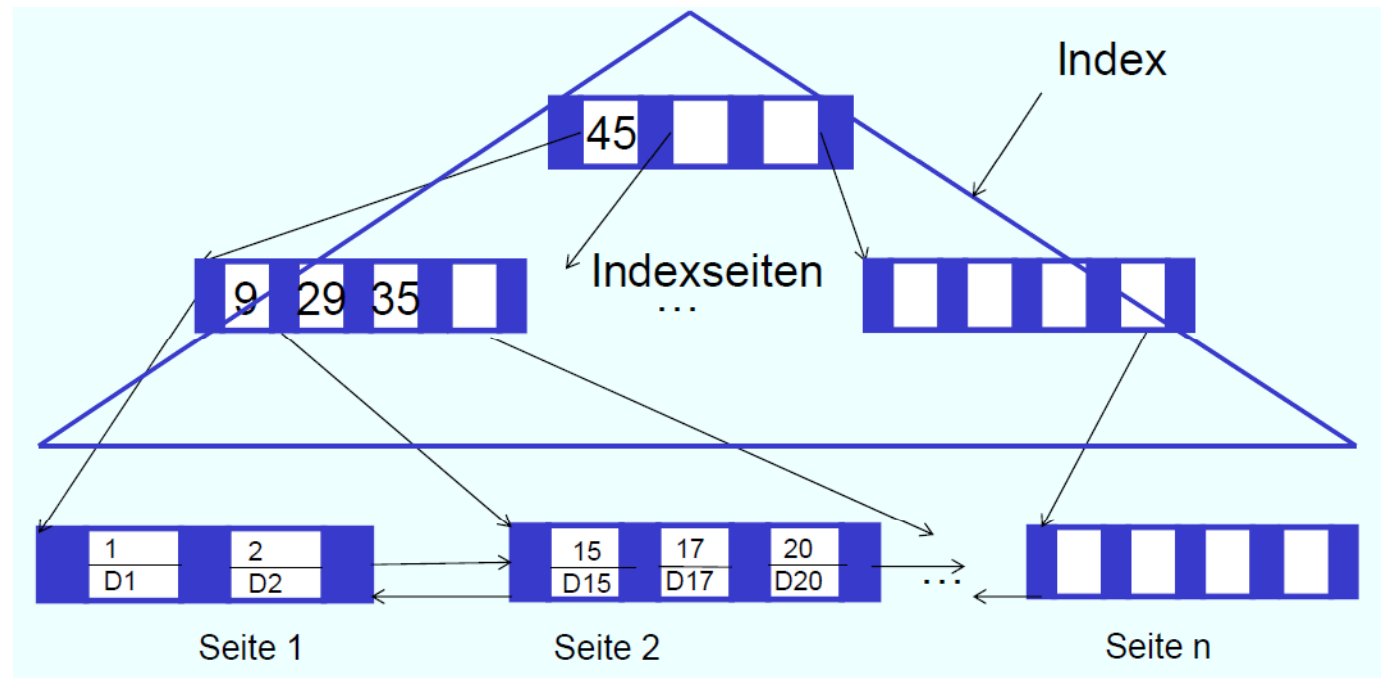 Index
45
Indexseiten
...
9 29 35
1 2 15 17 20
D1 D2 D15 D17 D20
...
Seite 1 Seite 2 Seite n